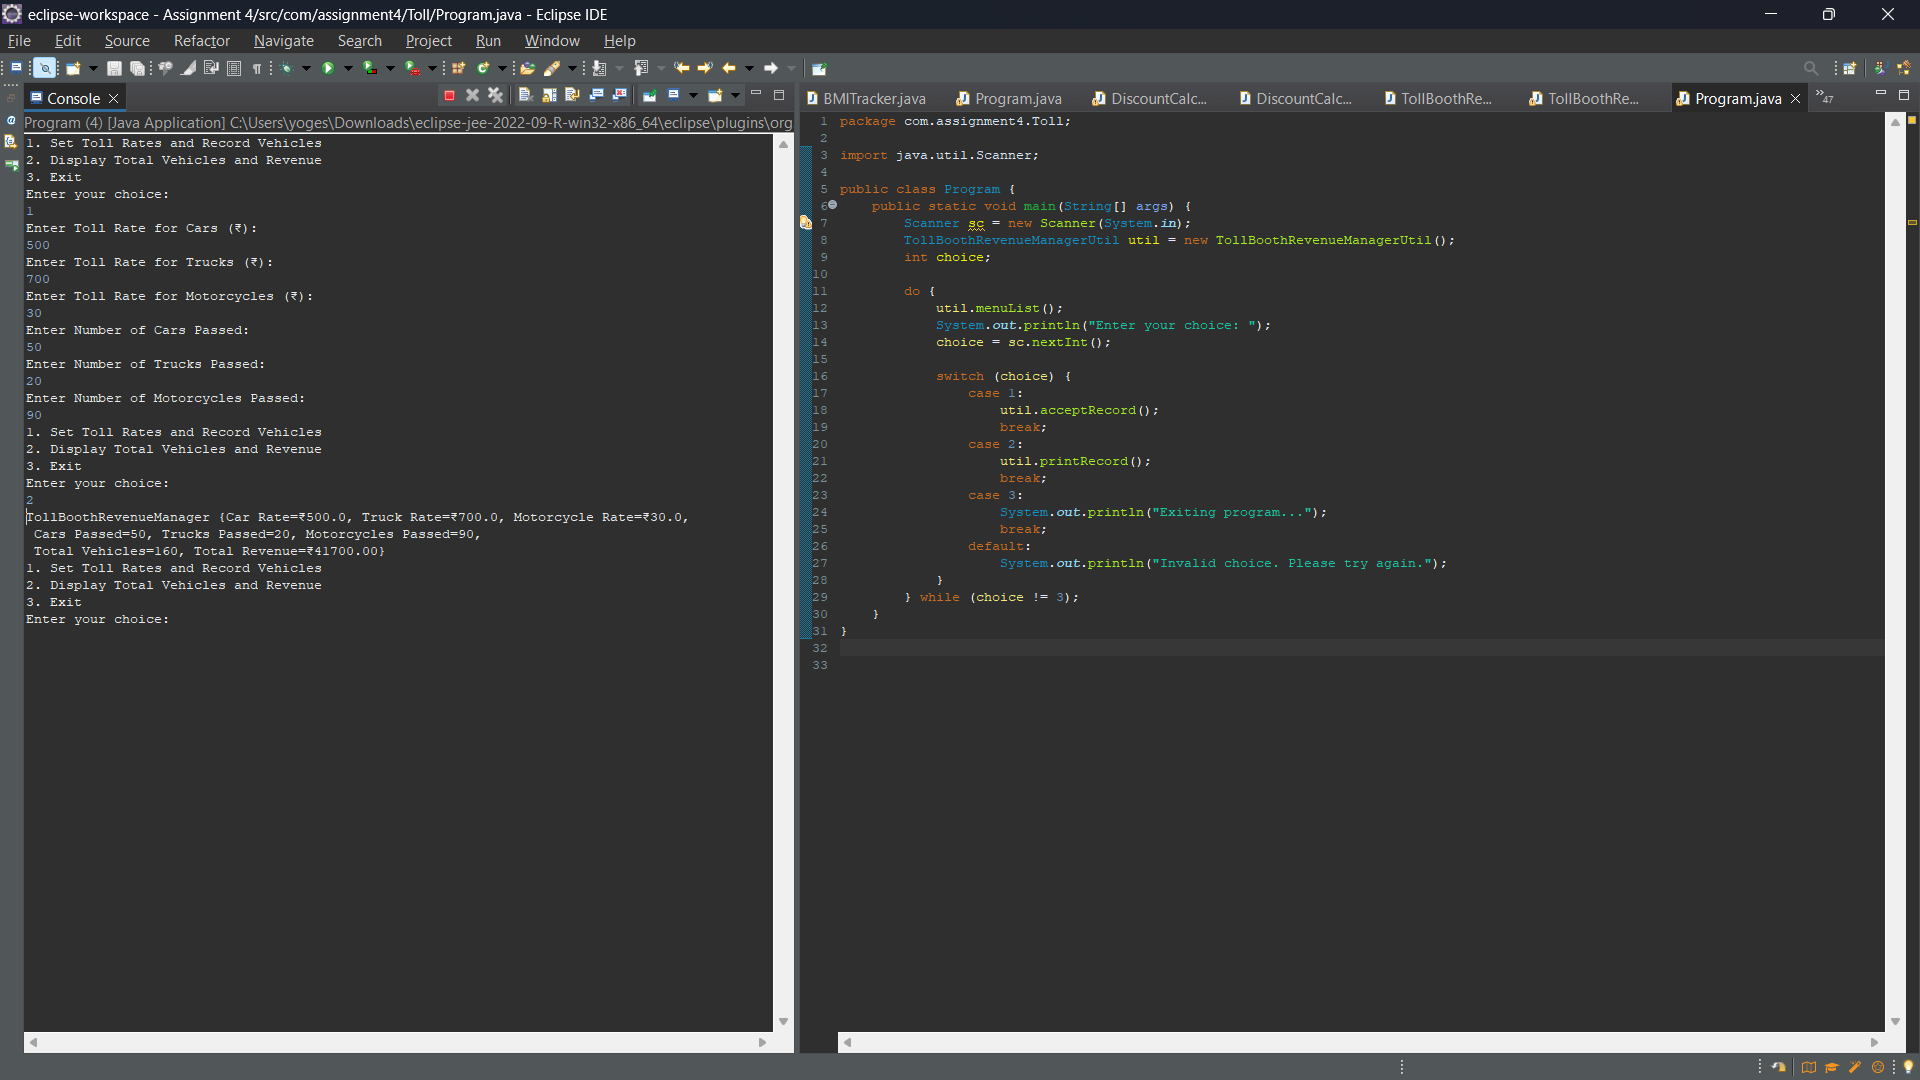 eclipse-workspace - Assignment 4/src/com/assignment4/Toll/Program.java - Eclipse IDE
File Edit Source Refactor Navigate Search Project Run Window Help
Console
Program (4) [Java Application] C:\Users\yoges\Downloads\eclipse-jee-2022-09-R-win32-x86_64\eclipse\plugins\org
1. Set Toll Rates and Record Vehicles
2. Display Total Vehicles and Revenue
3. Exit
Enter your choice:
1
Enter Toll Rate for Cars (₹):
500
Enter Toll Rate for Trucks (₹):
700
Enter Toll Rate for Motorcycles (₹):
30
Enter Number of Cars Passed:
50
Enter Number of Trucks Passed:
20
Enter Number of Motorcycles Passed:
90
1. Set Toll Rates and Record Vehicles
2. Display Total Vehicles and Revenue
3. Exit
Enter your choice:
2
TollBoothRevenueManager {Car Rate=₹500.0, Truck Rate=₹700.0, Motorcycle Rate=₹30.0,
Cars Passed=50, Trucks Passed=20, Motorcycles Passed=90,
Total Vehicles=160, Total Revenue=₹41700.00}
1. Set Toll Rates and Record Vehicles
2. Display Total Vehicles and Revenue
3. Exit
Enter your choice:
BMITracker.java Program.java DiscountCalc... DiscountCalc... TollBoothRe... TollBoothRe... Program.java »47
1 package com.assignment4.Toll;
2
3 import java.util.Scanner;
4
5 public class Program {
6 public static void main(String[] args) {
7 Scanner sc = new Scanner(System.in);
8 TollBoothRevenueManagerUtil util = new TollBoothRevenueManagerUtil();
9 int choice;
10
11 do {
12 util.menuList();
13 System.out.println("Enter your choice: ");
14 choice = sc.nextInt();
15
16 switch (choice) {
17 case 1:
18 util.acceptRecord();
19 break;
20 case 2:
21 util.printRecord();
22 break;
23 case 3:
24 System.out.println("Exiting program...");
25 break;
26 default:
27 System.out.println("Invalid choice. Please try again.");
28 }
29 } while (choice != 3);
30 }
31 }
32
33